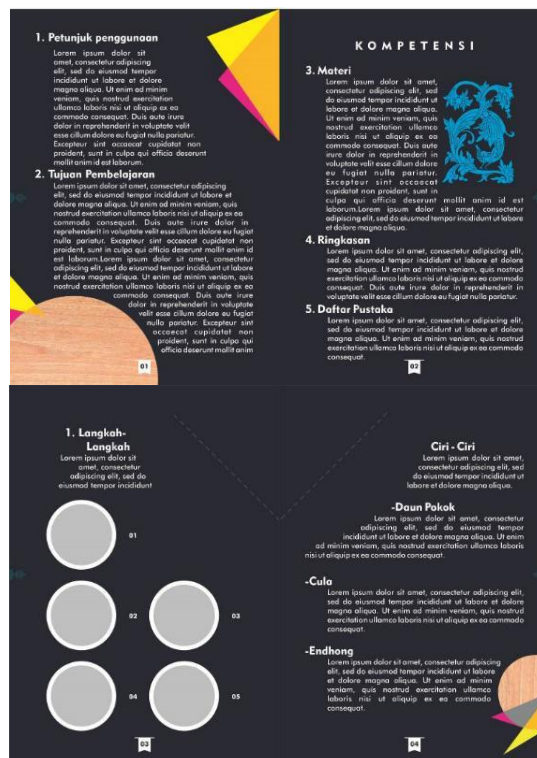 1. Petunjuk penggunaan
Lorem ipsum dolor sit
amet, consectetur adipiscing
elit, sed do eiusmod tempor
incididunt ut labore et dolore
magna aliqua. Ut enim ad minim
veniam, quis nostrud exercitation
ullamco laboris nisi ut aliquip ex ea
commodo consequat. Duis aute irure
dolor in reprehenderit in voluptate velit
esse cillum dolore eu fugiat nulla pariatur.
Excepteur sint occaecat cupidatat non
proident, sunt in culpa qui officia deserunt
mollit anim id est laborum.
2. Tujuan Pembelajaran
Lorem ipsum dolor sit amet, consectetur adipiscing
elit, sed do eiusmod tempor incididunt ut labore et
dolore magna aliqua. Ut enim ad minim veniam, quis
nostrud exercitation ullamco laboris nisi ut aliquip ex ea
commodo consequat. Duis aute irure dolor in
reprehenderit in voluptate velit esse cillum dolore eu fugiat
nulla pariatur. Excepteur sint occaecat cupidatat non
proident, sunt in culpa qui officia deserunt mollit anim id
est laborum.Lorem ipsum dolor sit amet, consectetur
adipiscing elit, sed do eiusmod tempor incididunt ut labore
et dolore magna aliqua. Ut enim ad minim veniam, quis
nostrud exercitation ullamco laboris nisi ut aliquip ex ea
commodo consequat. Duis aute irure
dolor in reprehenderit in voluptate
velit esse cillum dolore eu fugiat
nulla pariatur. Excepteur sint
occaecat cupidatat non
proident, sunt in culpa qui
officia deserunt mollit anim
01
KOMPETENSI
3. Materi
Lorem ipsum dolor sit amet,
consectetur adipiscing elit, sed
do eiusmod tempor incididunt ut
labore et dolore magna aliqua.
Ut enim ad minim veniam, quis
nostrud exercitation ullamco
laboris nisi ut aliquip ex ea
commodo consequat. Duis aute
irure dolor in reprehenderit in
voluptate velit esse cillum dolore
eu fugiat nulla pariatur.
Excepteur sint occaecat
cupidatat non proident, sunt in
culpa qui officia deserunt mollit anim id est
laborum.Lorem ipsum dolor sit amet, consectetur
adipiscing elit, sed do eiusmod tempor incididunt ut labore
et dolore magna aliqua.
4. Ringkasan
Lorem ipsum dolor sit amet, consectetur adipiscing elit,
sed do eiusmod tempor incididunt ut labore et dolore
magna aliqua. Ut enim ad minim veniam, quis nostrud
exercitation ullamco laboris nisi ut aliquip ex ea commodo
consequat. Duis aute irure dolor in reprehenderit in
voluptate velit esse cillum dolore eu fugiat nulla pariatur.
5. Daftar Pustaka
Lorem ipsum dolor sit amet, consectetur adipiscing elit,
sed do eiusmod tempor incididunt ut labore et dolore
magna aliqua. Ut enim ad minim veniam, quis nostrud
exercitation ullamco laboris nisi ut aliquip ex ea commodo
consequat.
02
1. Langkah-
Langkah
Lorem ipsum dolor sit
amet, consectetur
adipiscing elit, sed do
eiusmod tempor incididunt
01
02
03
04
05
03
Ciri - Ciri
Lorem ipsum dolor sit amet,
consectetur adipiscing elit, sed
do eiusmod tempor incididunt ut
labore et dolore magna aliqua.
-Daun Pokok
Lorem ipsum dolor sit amet, consectetur
adipiscing elit, sed do eiusmod tempor
incididunt ut labore et dolore magna aliqua. Ut enim
ad minim veniam, quis nostrud exercitation ullamco laboris
nisi ut aliquip ex ea commodo consequat.
-Cula
Lorem ipsum dolor sit amet, consectetur adipiscing elit,
sed do eiusmod tempor incididunt ut labore et dolore
magna aliqua. Ut enim ad minim veniam, quis nostrud
exercitation ullamco laboris nisi ut aliquip ex ea commodo
consequat.
-Endhong
Lorem ipsum dolor sit amet, consectetur adipiscing
elit, sed do eiusmod tempor incididunt ut labore
et dolore magna aliqua. Ut enim ad minim
veniam, quis nostrud exercitation ullamco
laboris nisi ut aliquip ex ea commodo
consequat.
04